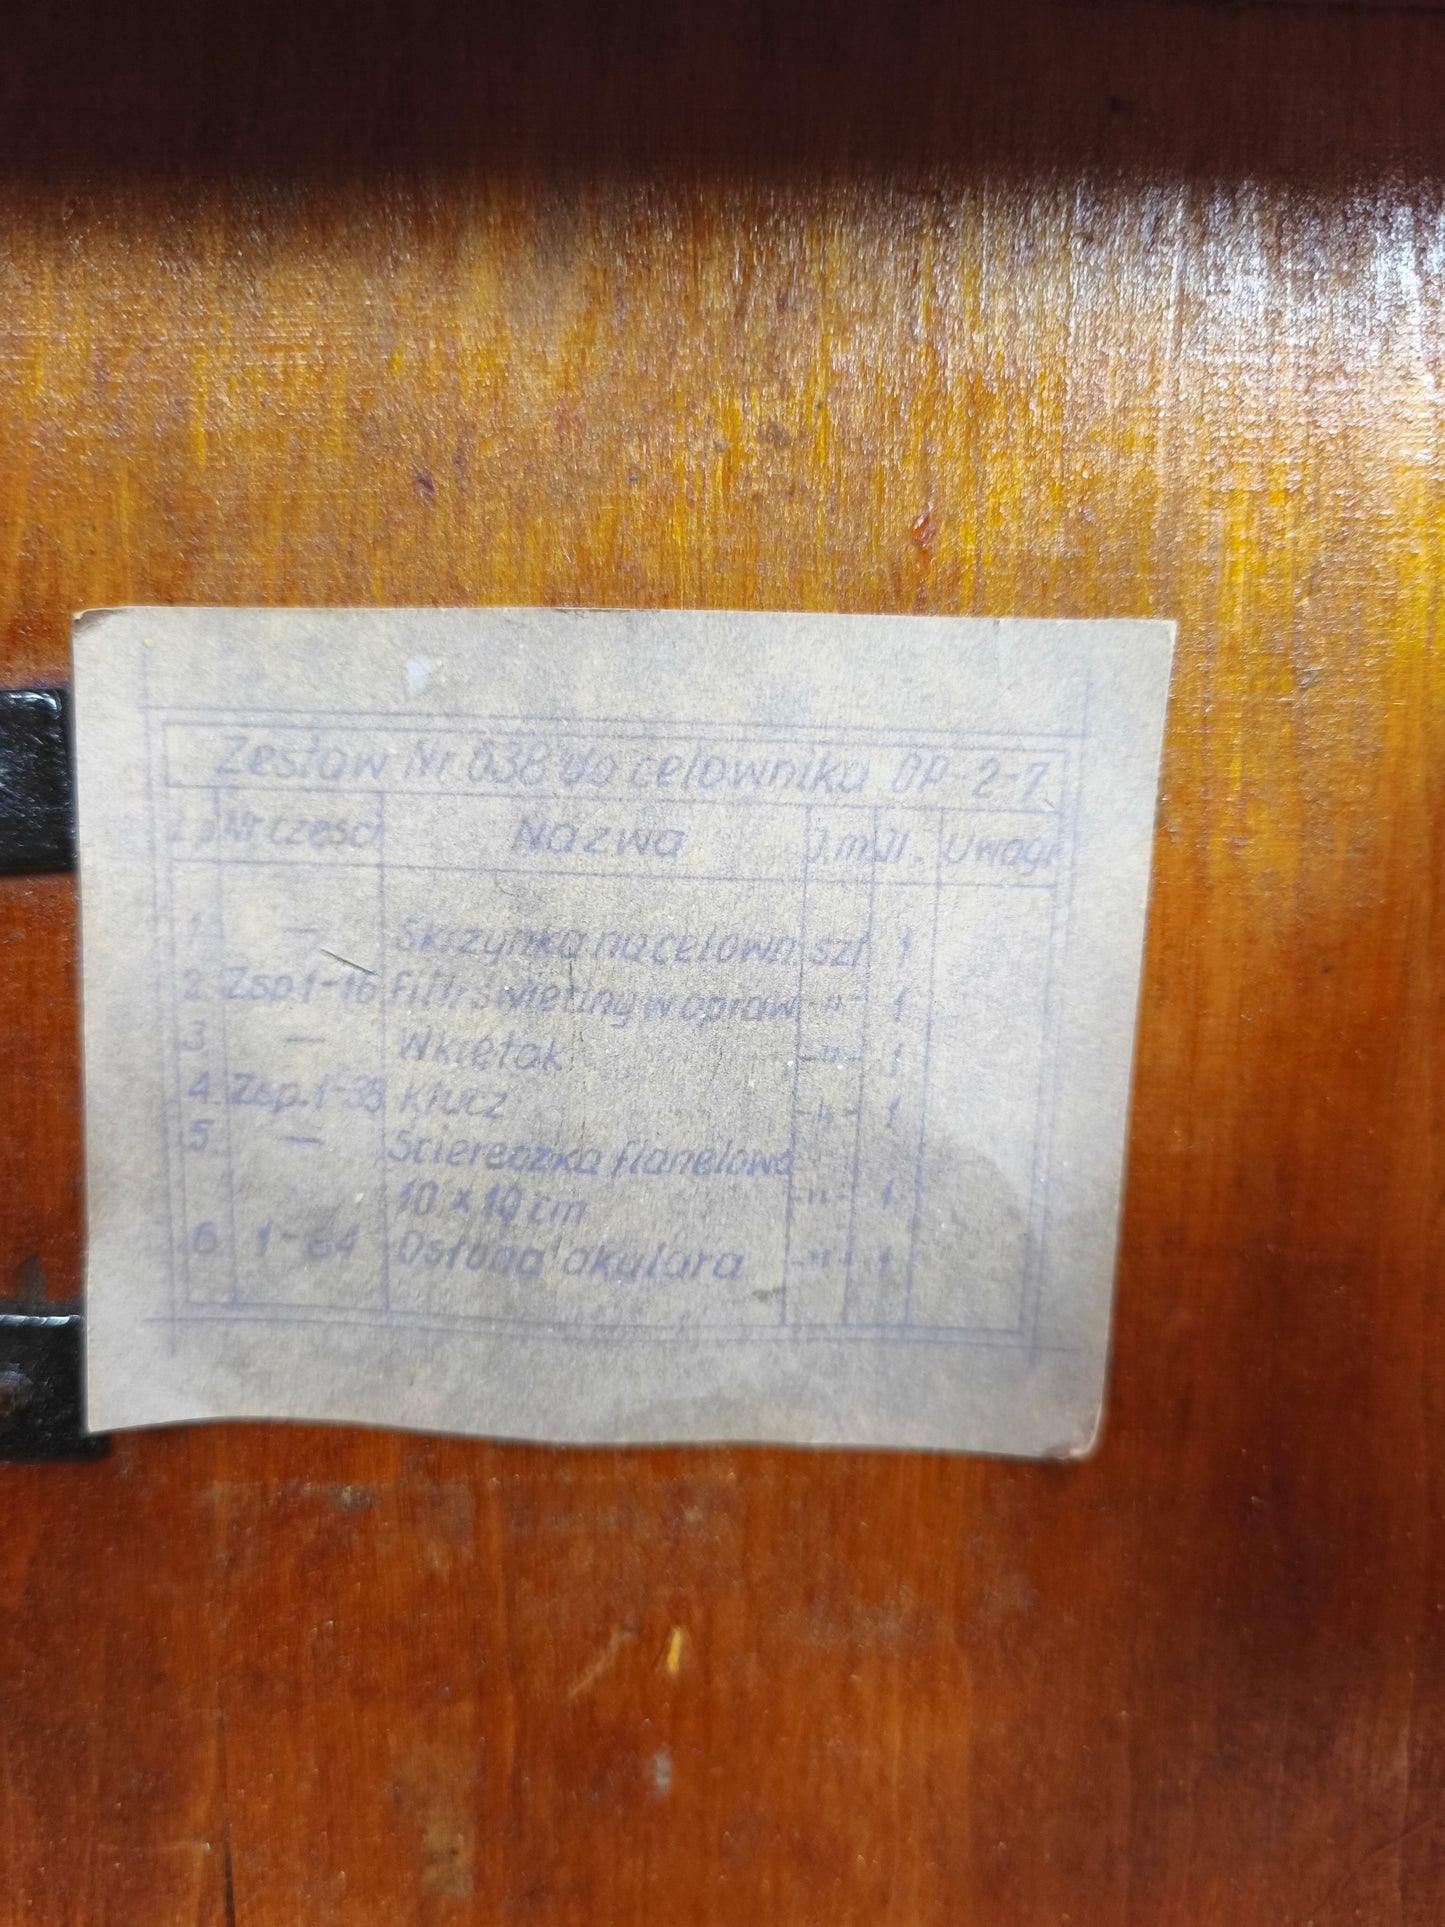 Zestaw Nr 038 do celownika OP-2-7
Lp Nr części Nazwa J.m. Il. Uwagi
1. — Skrzynka na celown. szt 1
2. Zsp.1-16 Filtr świetlny w opraw. -"- 1
3. — Wkrętak -"- 1
4. Zsp.1-33 Klucz -"- 1
5. — Ściereczka flanelowa
10 x 10 cm -"- 1
6. 1-64 Osłona okulara -"- 1